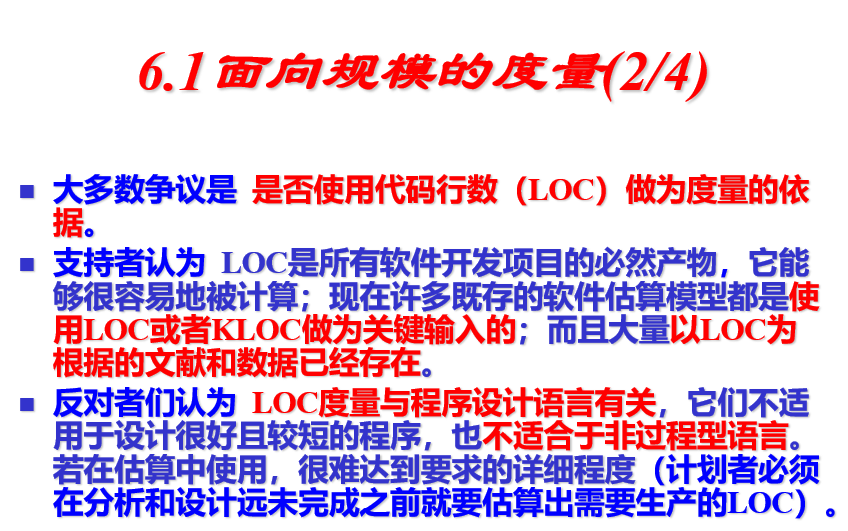 6.1面向规模的度量(2/4)
大多数争议是 是否使用代码行数（LOC）做为度量的依
据。
支持者认为 LOC是所有软件开发项目的必然产物，它能
够很容易地被计算；现在许多既存的软件估算模型都是使
用LOC或者KLOC做为关键输入的；而且大量以LOC为
根据的文献和数据已经存在。
反对者们认为 LOC度量与程序设计语言有关，它们不适
用于设计很好且较短的程序，也不适合于非过程型语言。
若在估算中使用，很难达到要求的详细程度（计划者必须
在分析和设计远未完成之前就要估算出需要生产的LOC）。